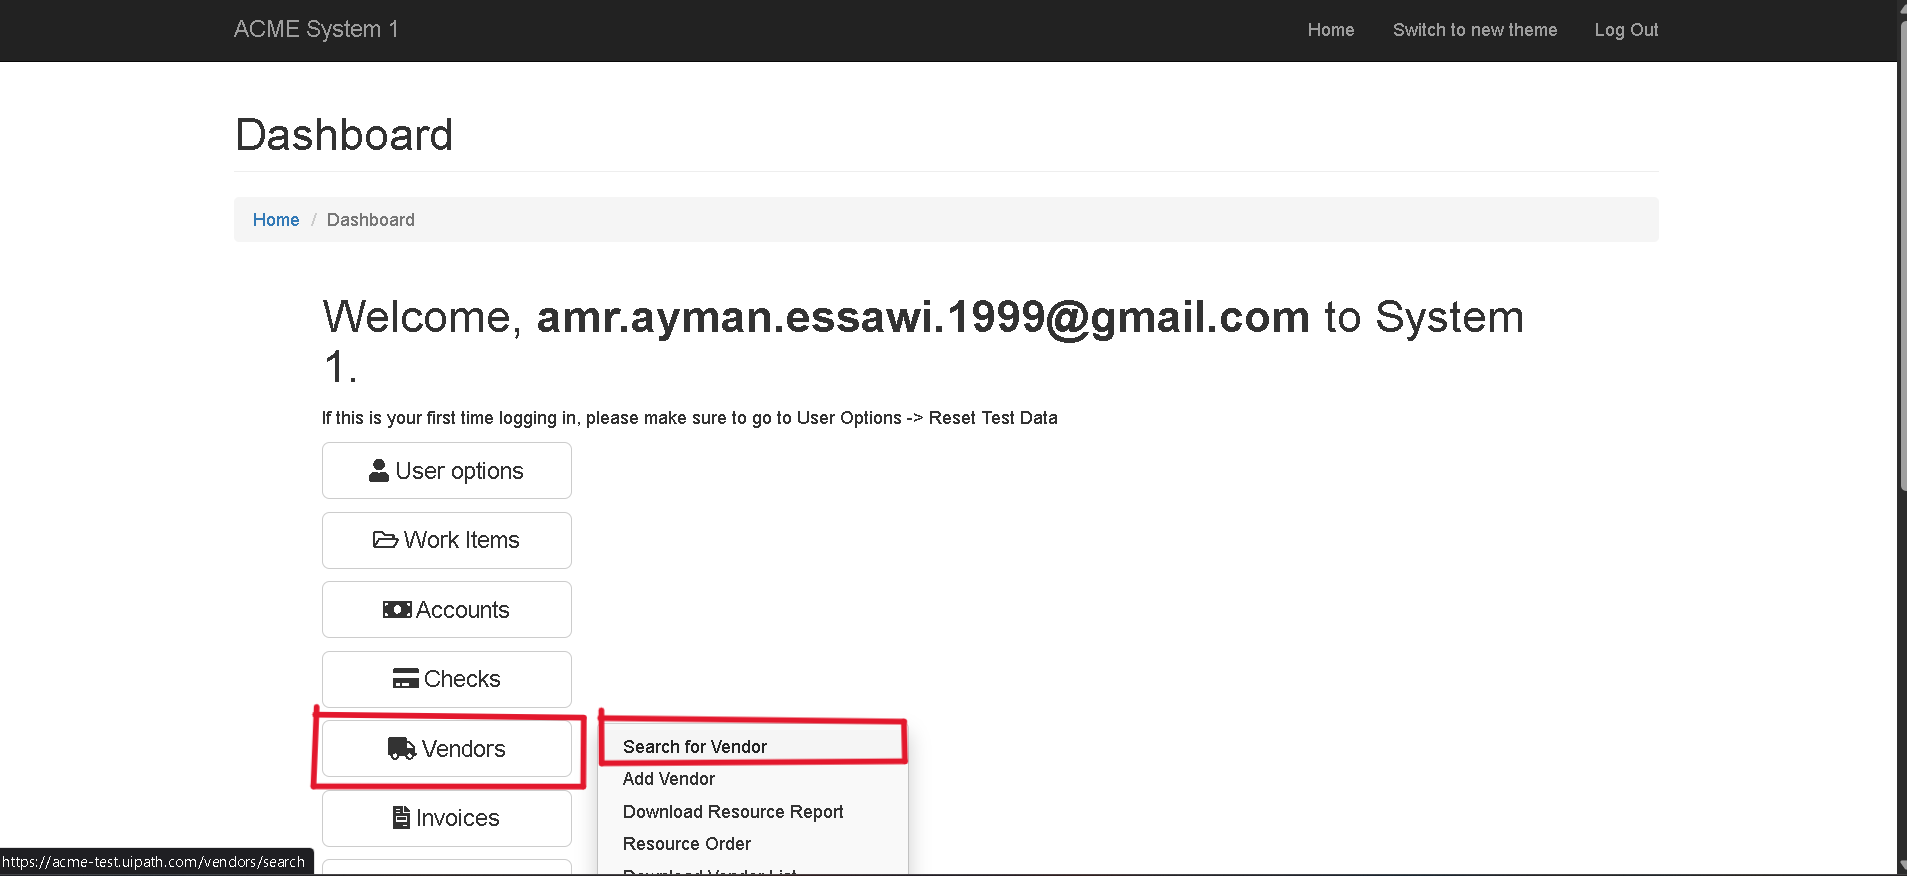 ACME System 1
Home
Switch to new theme
Log Out
Dashboard
Home / Dashboard
Welcome, amr.ayman.essawi.1999@gmail.com to System
1.
If this is your first time logging in, please make sure to go to User Options -> Reset Test Data
User options
Work Items
Accounts
Checks
Vendors
Search for Vendor
Add Vendor
Download Resource Report
Resource Order
Download Vendor List
Invoices
https://acme-test.uipath.com/vendors/search